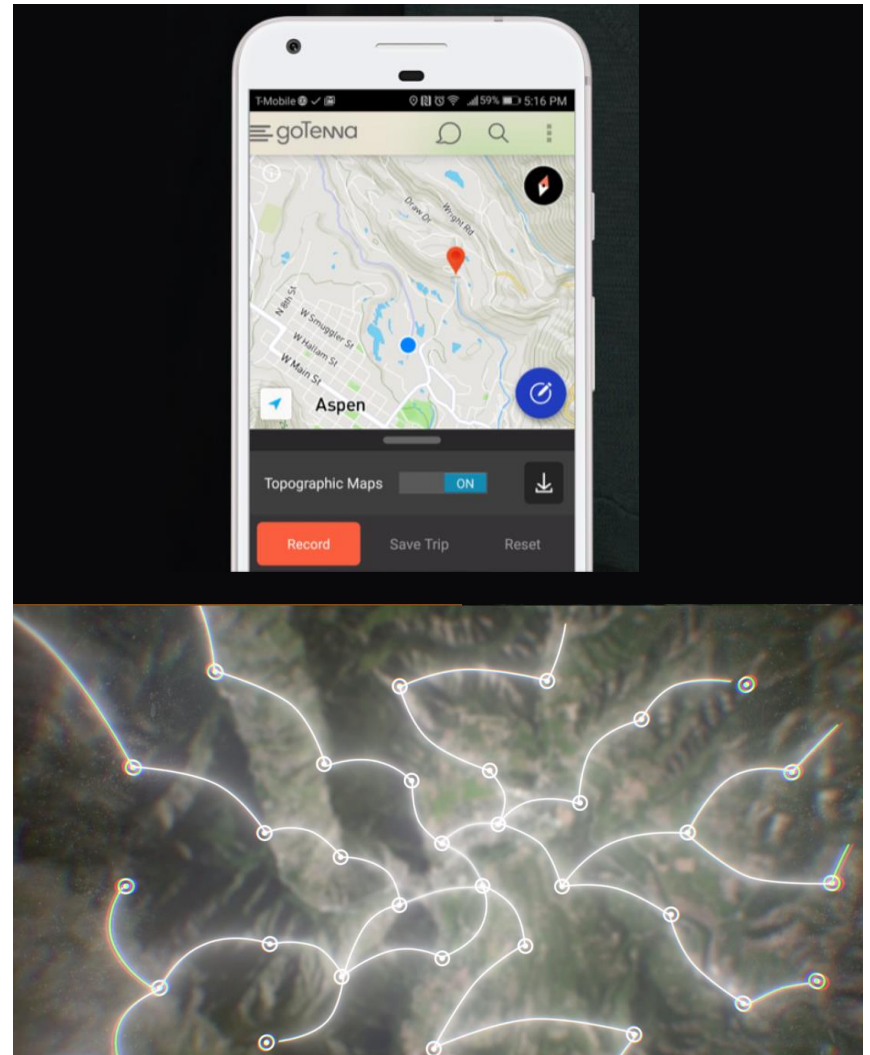 T-Mobile 59% 5:16 PM
goTenna
Draw Dr
Wright Rd
N 8th St
W Smuggler St
W Hallam St
W Main St
Aspen
Topographic Maps ON
Record Save Trip Reset